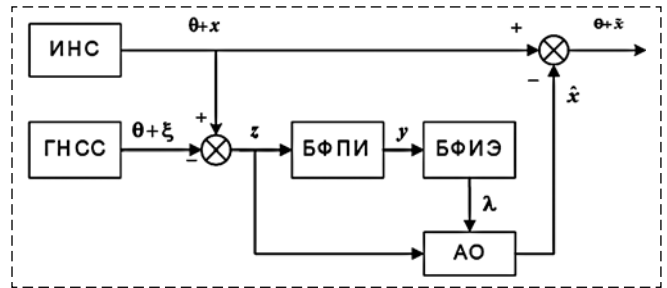 ИНС
θ+x
+
θ+x̃
−
x̂
ГНСС
θ+ξ
+
−
z
БФПИ
y
БФИЭ
λ
АО